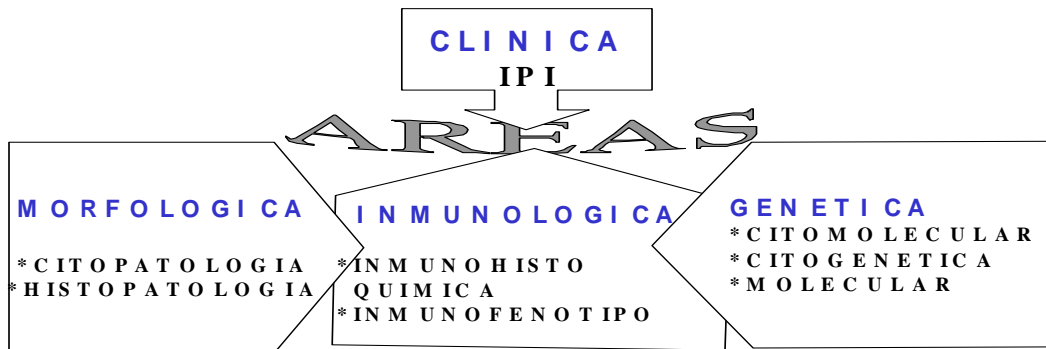 CLINICA
IPI
AREAS
MORFOLOGICA
*CITOPATOLOGIA
*HISTOPATOLOGIA
INMUNOLOGICA
*INMUNOHISTO
QUIMICA
*INMUNOFENOTIPO
GENETICA
*CITOMOLECULAR
*CITOGENETICA
*MOLECULAR